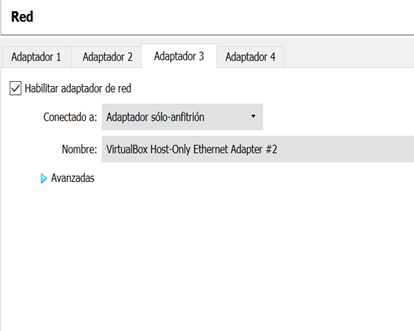 Red
Adaptador 1 Adaptador 2 Adaptador 3 Adaptador 4
Habilitar adaptador de red
Conectado a: Adaptador sólo-anfitrión
Nombre: VirtualBox Host-Only Ethernet Adapter #2
Avanzadas